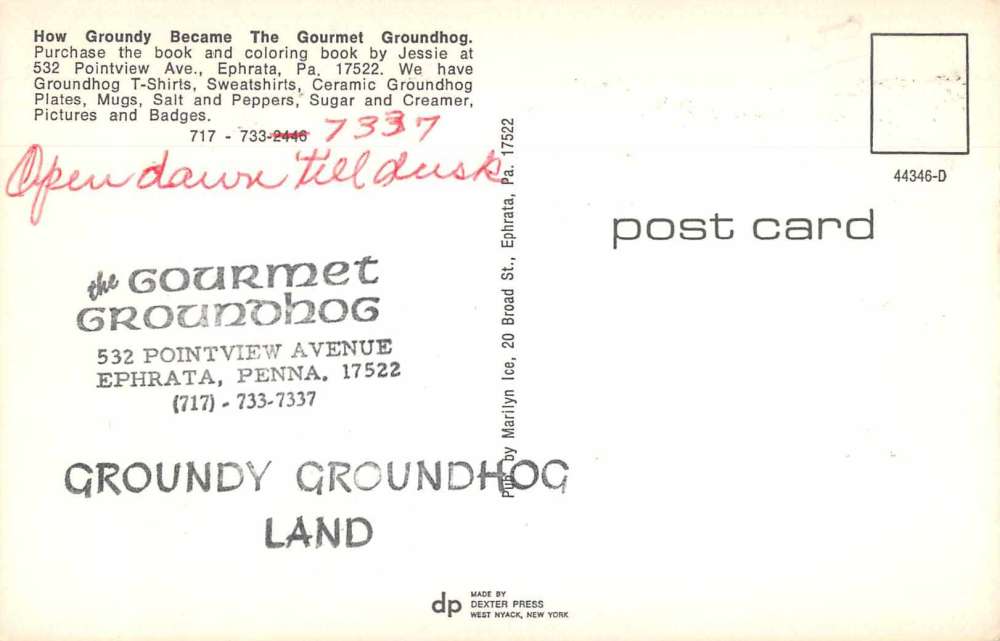 How Groundy Became The Gourmet Groundhog.
Purchase the book and coloring book by Jessie at
532 Pointview Ave., Ephrata, Pa. 17522. We have
Groundhog T-Shirts, Sweatshirts, Ceramic Groundhog
Plates, Mugs, Salt and Peppers, Sugar and Creamer,
Pictures and Badges.
717 - 733-2446 7337
Open dawn 'till dusk
the GOURMET
GROUNDHOG
532 POINTVIEW AVENUE
EPHRATA, PENNA. 17522
(717) - 733-7337
GROUNDY GROUNDHOG
LAND
Pub. by Marilyn Ice, 20 Broad St., Ephrata, Pa. 17522
44346-D
post card
dp
MADE BY
DEXTER PRESS
WEST NYACK, NEW YORK